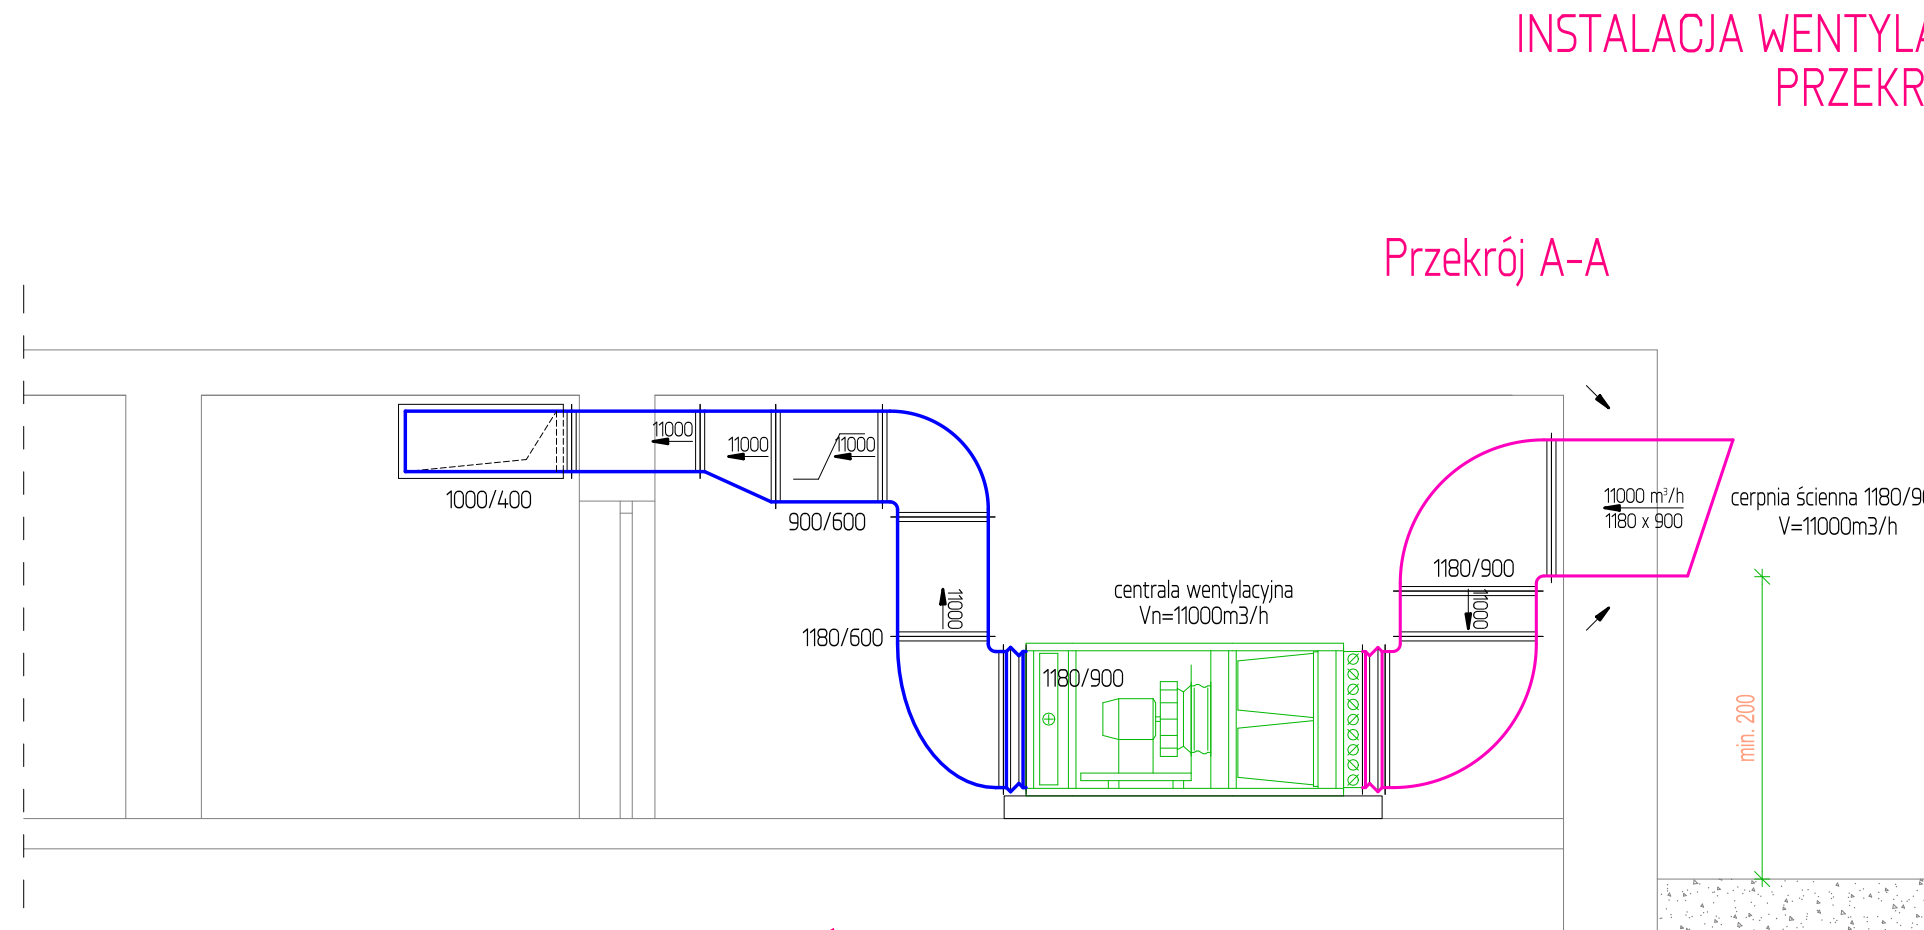 INSTALACJA WENTYLA
PRZEKR
Przekrój A-A
11000
11000
11000
1000/400
900/600
11000 m³/h
1180 x 900
cerpnia ścienna 1180/90
V=11000m3/h
1180/900
11000
11000
centrala wentylacyjna
Vn=11000m3/h
1180/600
1180/900
min. 200